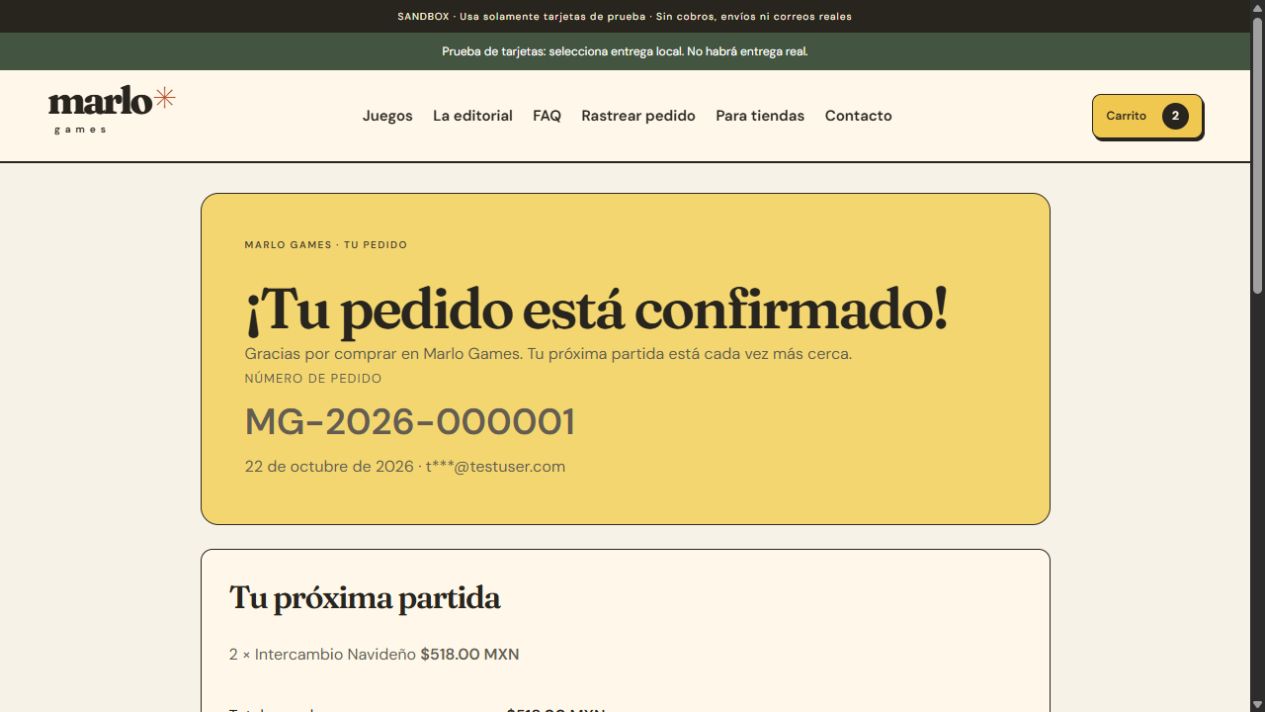 SANDBOX · Usa solamente tarjetas de prueba · Sin cobros, envíos ni correos reales
Prueba de tarjetas: selecciona entrega local. No habrá entrega real.
marlo
games
Juegos La editorial FAQ Rastrear pedido Para tiendas Contacto
Carrito 2
MARLO GAMES · TU PEDIDO
¡Tu pedido está confirmado!
Gracias por comprar en Marlo Games. Tu próxima partida está cada vez más cerca.
NÚMERO DE PEDIDO
MG-2026-000001
22 de octubre de 2026 · t***@testuser.com
Tu próxima partida
2 × Intercambio Navideño $518.00 MXN